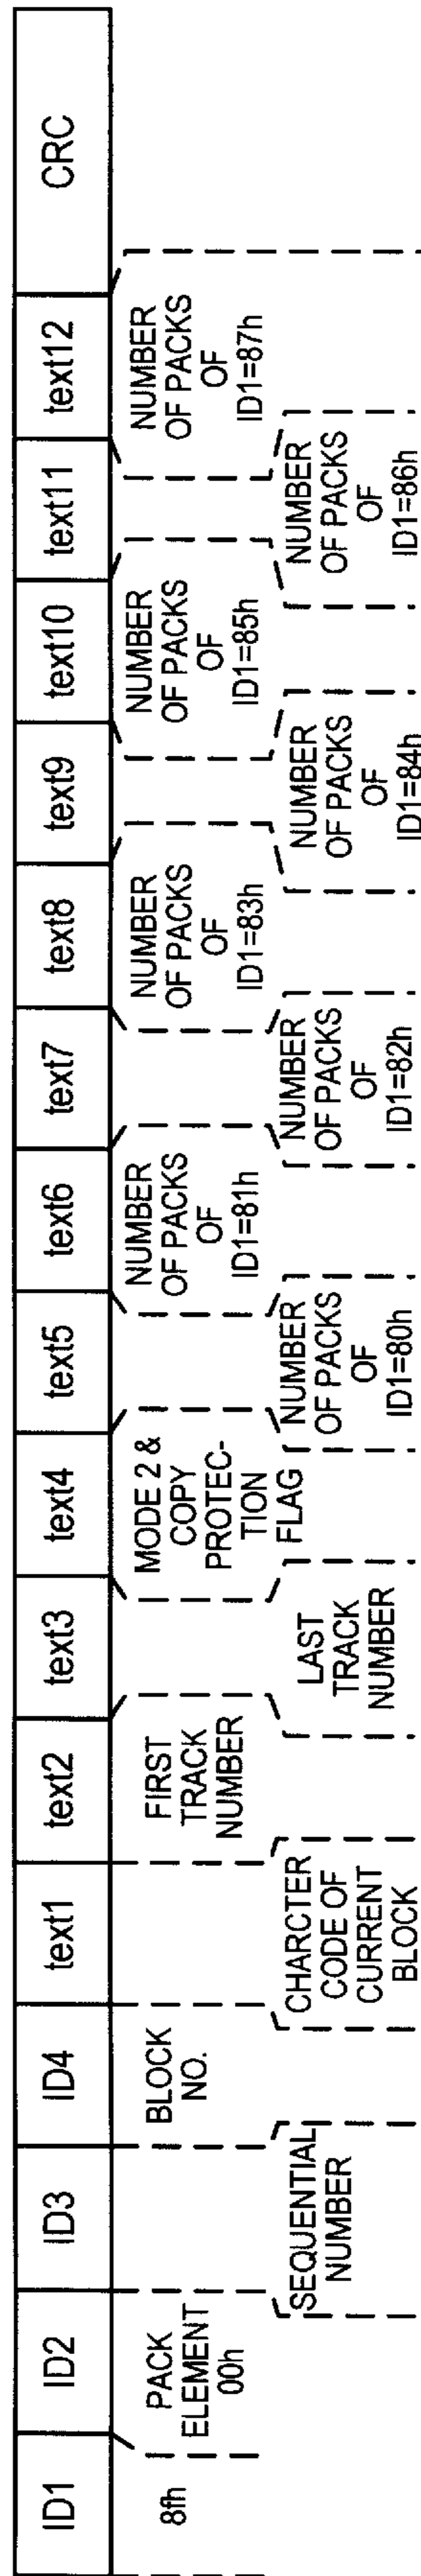 ID1
ID2
ID3
ID4
text1
text2
text3
text4
text5
text6
text7
text8
text9
text10
text11
text12
CRC
8fh
PACK
ELEMENT
00h
SEQUENTIAL
NUMBER
BLOCK
NO.
CHARCTER
CODE OF
CURRENT
BLOCK
FIRST
TRACK
NUMBER
LAST
TRACK
NUMBER
MODE 2 &
COPY
PROTEC-
TION
FLAG
NUMBER
OF PACKS
OF
ID1=80h
NUMBER
OF PACKS
OF
ID1=81h
NUMBER
OF PACKS
OF
ID1=82h
NUMBER
OF PACKS
OF
ID1=83h
NUMBER
OF PACKS
OF
ID1=84h
NUMBER
OF PACKS
OF
ID1=85h
NUMBER
OF PACKS
OF
ID1=86h
NUMBER
OF PACKS
OF
ID1=87h